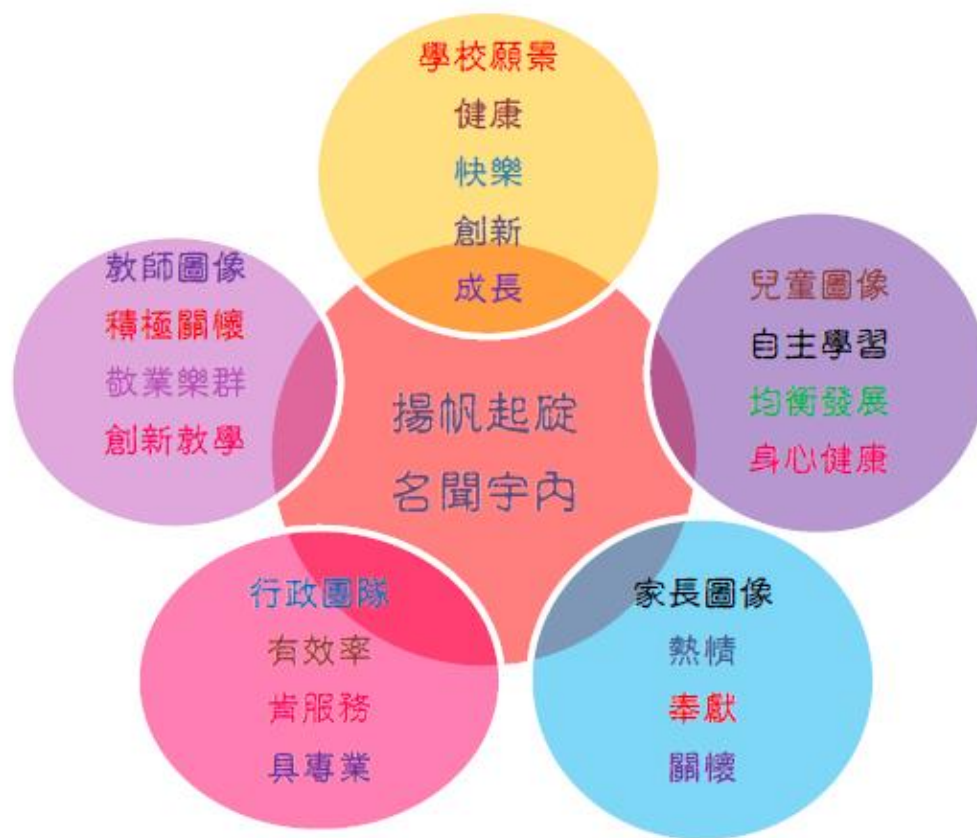 學校願景
健康
快樂
創新
成長
教師圖像
積極關懷
敬業樂群
創新教學
兒童圖像
自主學習
均衡發展
身心健康
揚帆起碇
名聞宇內
行政團隊
有效率
肯服務
具專業
家長圖像
熱情
奉獻
關懷